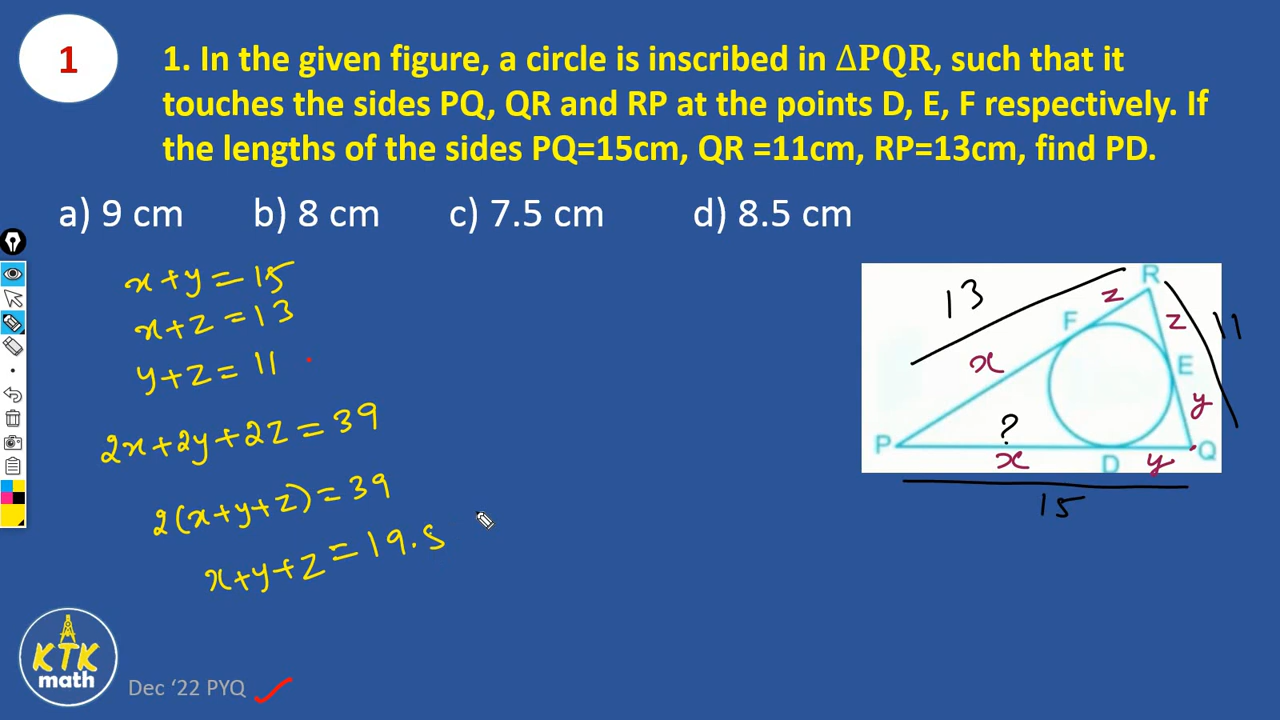 1
1. In the given figure, a circle is inscribed in ΔPQR, such that it
touches the sides PQ, QR and RP at the points D, E, F respectively. If
the lengths of the sides PQ=15cm, QR =11cm, RP=13cm, find PD.
a) 9 cm b) 8 cm c) 7.5 cm d) 8.5 cm
x+y=15
x+z=13
y+z=11
2x+2y+2z=39
2(x+y+z)=39
x+y+z=19.5
13
R
z
F
z
11
x
E
y
?
P
Q
x
D
y
15
KTK
math
Dec ‘22 PYQ